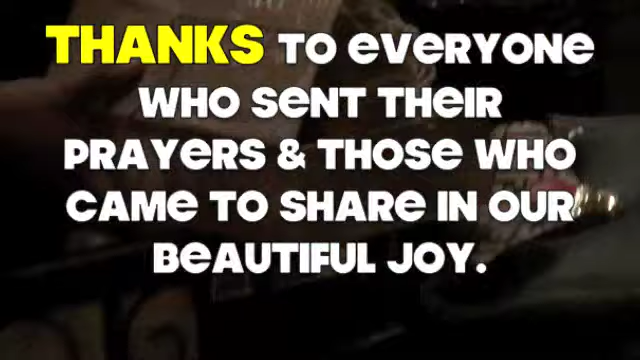 THANKS TO EVERYONE
WHO SENT THEIR
PRAYERS & THOSE WHO
CAME TO SHARE IN OUR
BEAUTIFUL JOY.